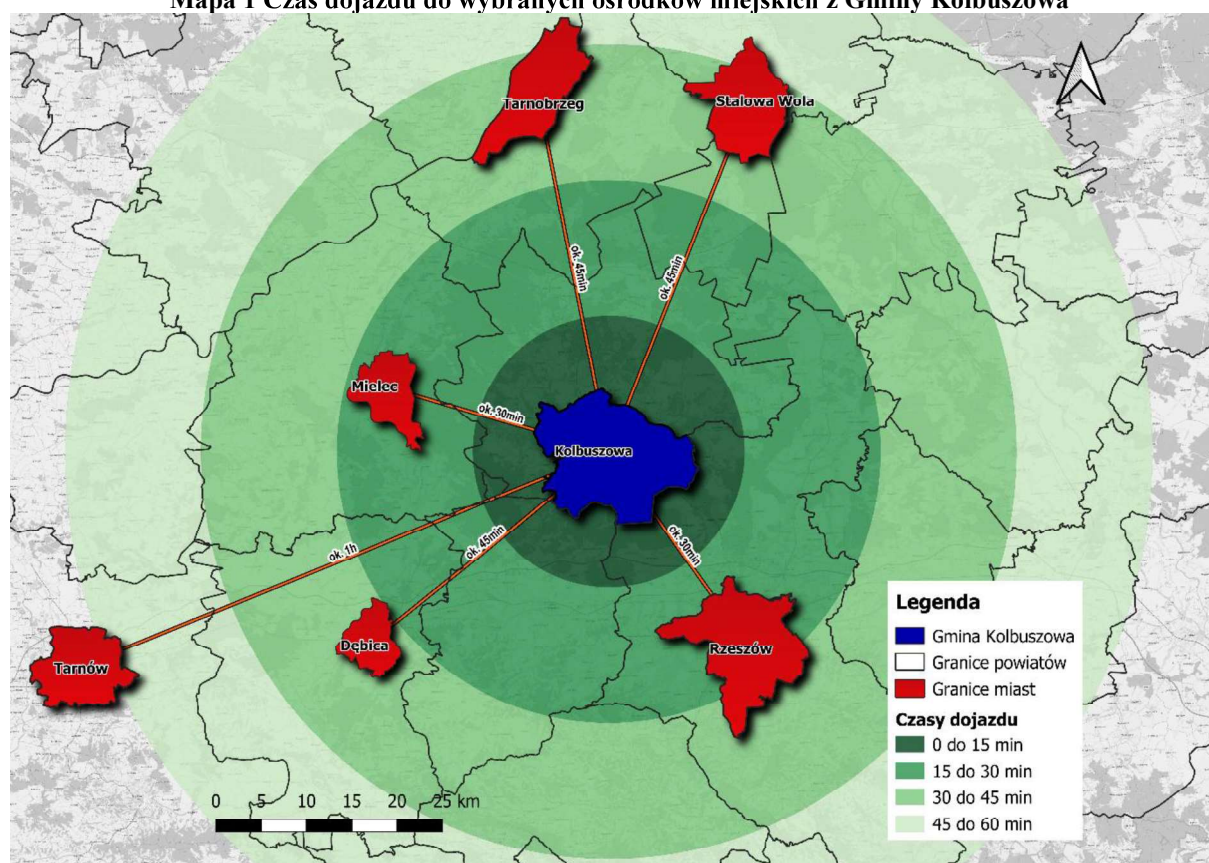 Mapa 1 Czas dojazdu do wybranych ośrodków miejskich z Gminy Kolbuszowa
Tarnobrzeg
Stalowa Wola
ok. 45min
ok. 45min
Mielec
ok. 30min
Kolbuszowa
ok. 1h
ok. 45min
ok. 30min
Dębica
Rzeszów
Tarnów
Legenda
Gmina Kolbuszowa
Granice powiatów
Granice miast
Czasy dojazdu
0 do 15 min
15 do 30 min
30 do 45 min
45 do 60 min
0 5 10 15 20 25 km